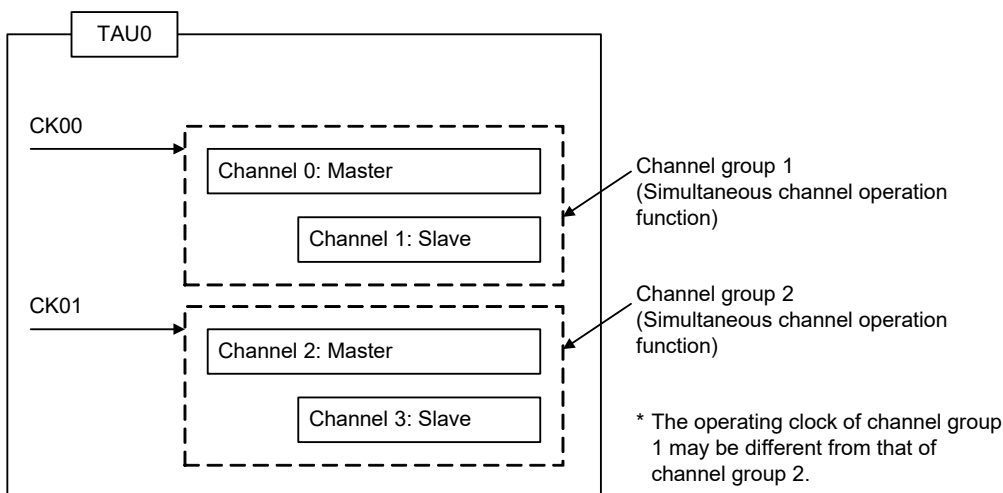 TAU0
CK00
Channel 0: Master
Channel 1: Slave
Channel group 1
(Simultaneous channel operation
function)
CK01
Channel 2: Master
Channel 3: Slave
Channel group 2
(Simultaneous channel operation
function)
* The operating clock of channel group
1 may be different from that of
channel group 2.